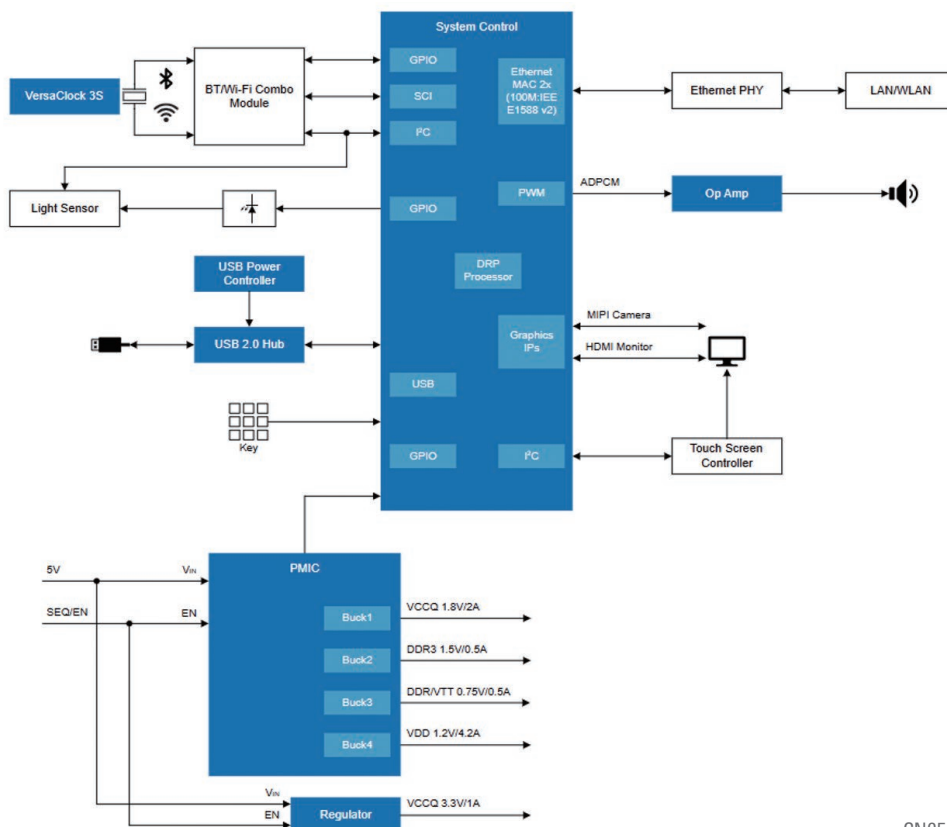 System Control
GPIO
SCI
I²C
GPIO
USB
GPIO
Ethernet
MAC 2x
(100M:IEE
E1588 v2)
PWM
DRP
Processor
Graphics
IPs
I²C
VersaClock 3S
BT/Wi-Fi Combo
Module
Light Sensor
USB Power
Controller
USB 2.0 Hub
Key
Ethernet PHY
LAN/WLAN
ADPCM
Op Amp
MIPI Camera
HDMI Monitor
Touch Screen
Controller
5V
VIN
SEQ/EN
EN
PMIC
Buck1
VCCQ 1.8V/2A
Buck2
DDR3 1.5V/0.5A
Buck3
DDR/VTT 0.75V/0.5A
Buck4
VDD 1.2V/4.2A
VIN
EN
Regulator
VCCQ 3.3V/1A